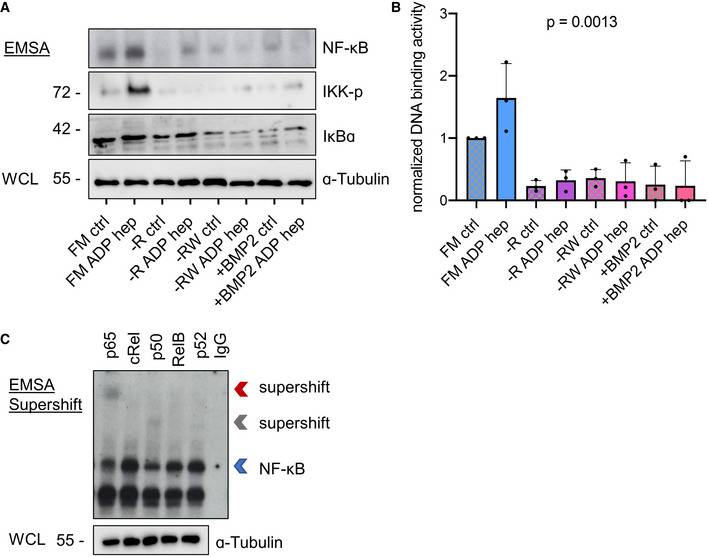 A
EMSA
NF-κB
72 -
IKK-p
42 -
IκBα
WCL 55 -
α-Tubulin
FM ctrl
FM ADP hep
-R ctrl
-R ADP hep
-RW ctrl
-RW ADP hep
+BMP2 ctrl
+BMP2 ADP hep
B
p = 0.0013
normalized DNA binding activity
3
2
1
0
FM ctrl
FM ADP hep
-R ctrl
-R ADP hep
-RW ctrl
-RW ADP hep
+BMP2 ctrl
+BMP2 ADP hep
C
p65
cRel
p50
RelB
p52
IgG
EMSA
Supershift
supershift
supershift
NF-κB
WCL 55 -
α-Tubulin